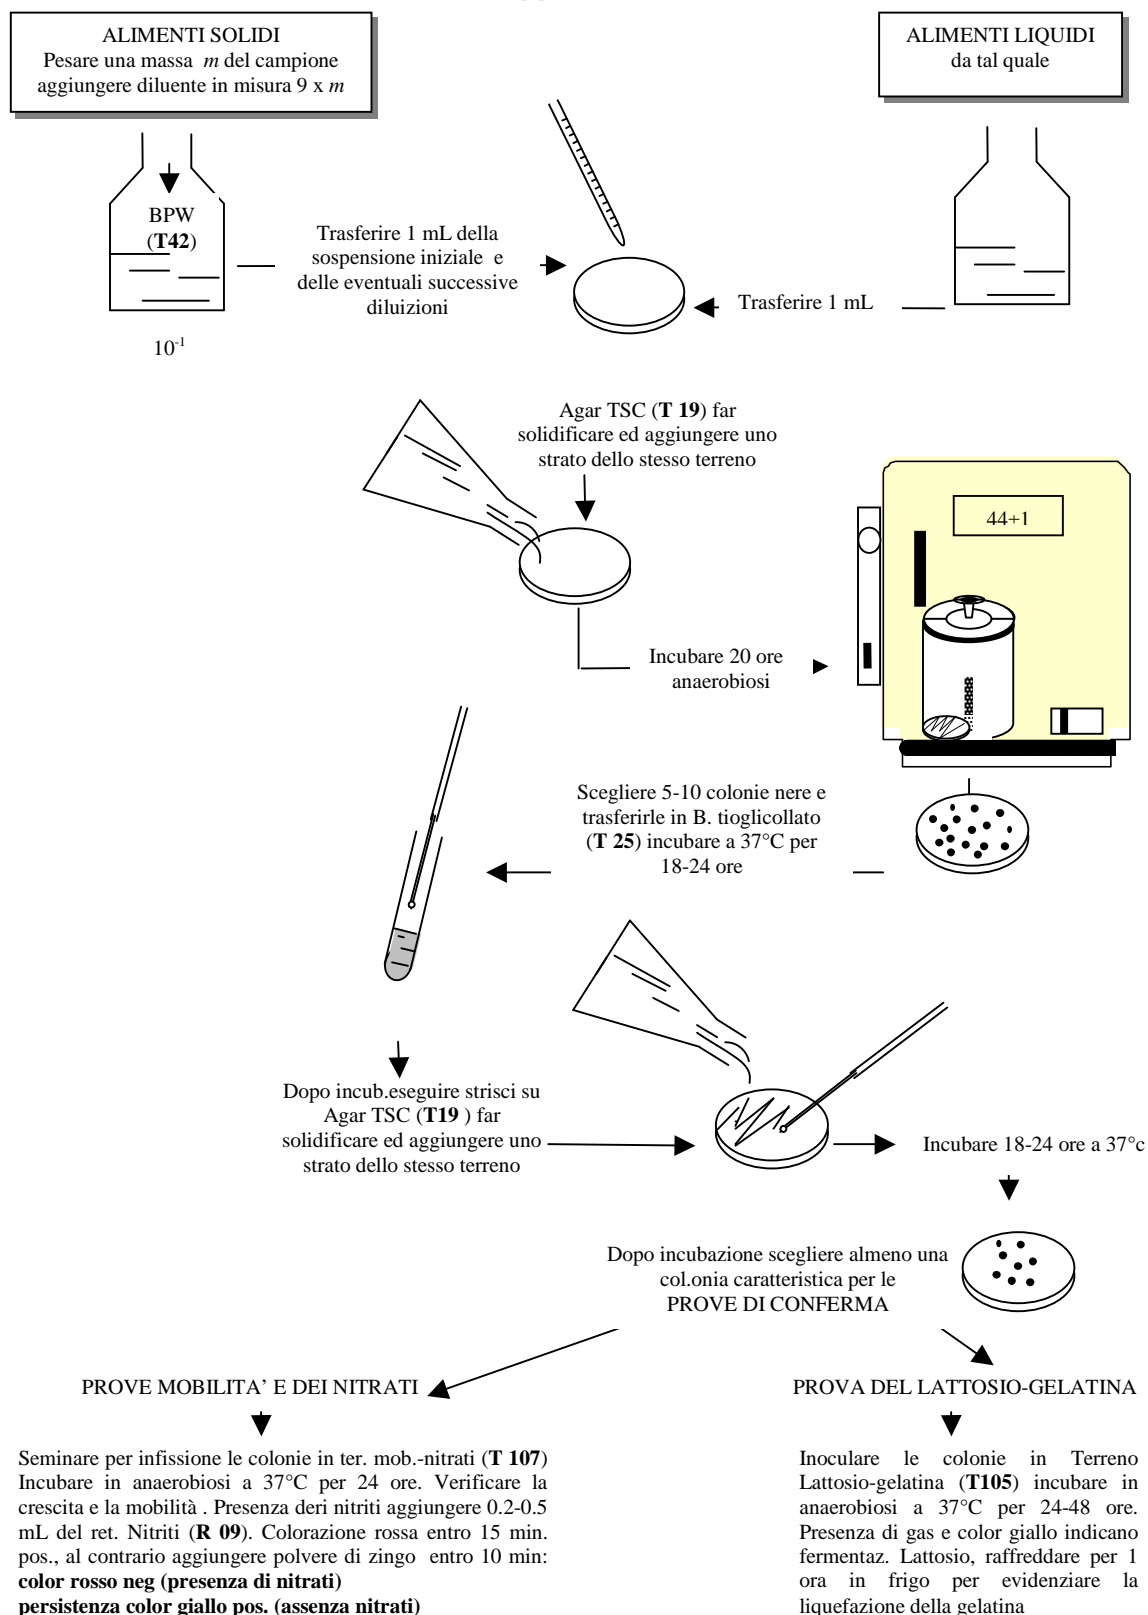 ALIMENTI SOLIDI
Pesare una massa m del campione
aggiungere diluente in misura 9 x m
ALIMENTI LIQUIDI
da tal quale
BPW
(T42)
Trasferire 1 mL della
sospensione iniziale e
delle eventuali successive
diluizioni
Trasferire 1 mL
10-1
Agar TSC (T 19) far
solidificare ed aggiungere uno
strato dello stesso terreno
44+1
Incubare 20 ore
anaerobiosi
Scegliere 5-10 colonie nere e
trasferirle in B. tioglicollato
(T 25) incubare a 37°C per
18-24 ore
Dopo incub.eseguire strisci su
Agar TSC (T19 ) far
solidificare ed aggiungere uno
strato dello stesso terreno
Incubare 18-24 ore a 37°c
Dopo incubazione scegliere almeno una
col.onia caratteristica per le
PROVE DI CONFERMA
PROVE MOBILITA’ E DEI NITRATI
Seminare per infissione le colonie in ter. mob.-nitrati (T 107)
Incubare in anaerobiosi a 37°C per 24 ore. Verificare la
crescita e la mobilità . Presenza deri nitriti aggiungere 0.2-0.5
mL del ret. Nitriti (R 09). Colorazione rossa entro 15 min.
pos., al contrario aggiungere polvere di zingo entro 10 min:
color rosso neg (presenza di nitrati)
persistenza color giallo pos. (assenza nitrati)
PROVA DEL LATTOSIO-GELATINA
Inoculare le colonie in Terreno
Lattosio-gelatina (T105) incubare in
anaerobiosi a 37°C per 24-48 ore.
Presenza di gas e color giallo indicano
fermentaz. Lattosio, raffreddare per 1
ora in frigo per evidenziare la
liquefazione della gelatina